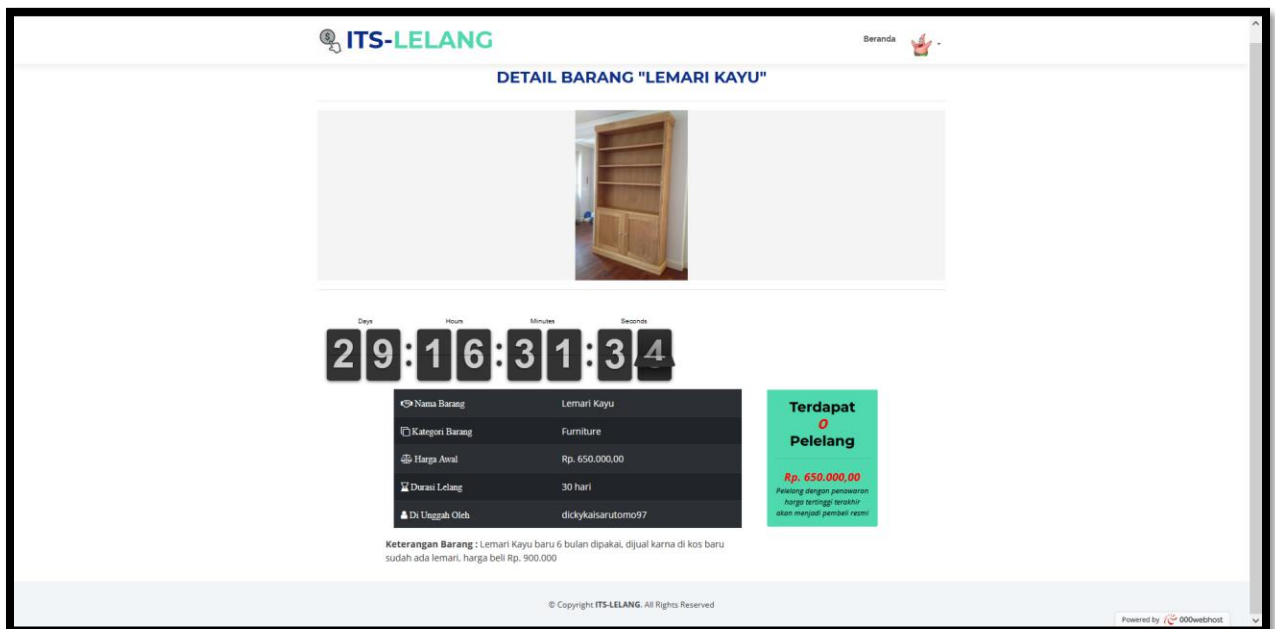 ITS-LELANG
Beranda
DETAIL BARANG "LEMARI KAYU"
Days Hours Minutes Seconds
29:16:31:34
Nama Barang Lemari Kayu
Kategori Barang Furniture
Harga Awal Rp. 650.000,00
Durasi Lelang 30 hari
Di Unggah Oleh dickykaisarutomo97
Terdapat
0
Pelelang
Rp. 650.000,00
Pelelang dengan penawaran
harga tertinggi terakhir
akan menjadi pembeli resmi
Keterangan Barang : Lemari Kayu baru 6 bulan dipakai, dijual karna di kos baru
sudah ada lemari, harga beli Rp. 900.000
© Copyright ITS-LELANG. All Rights Reserved
Powered by 000webhost